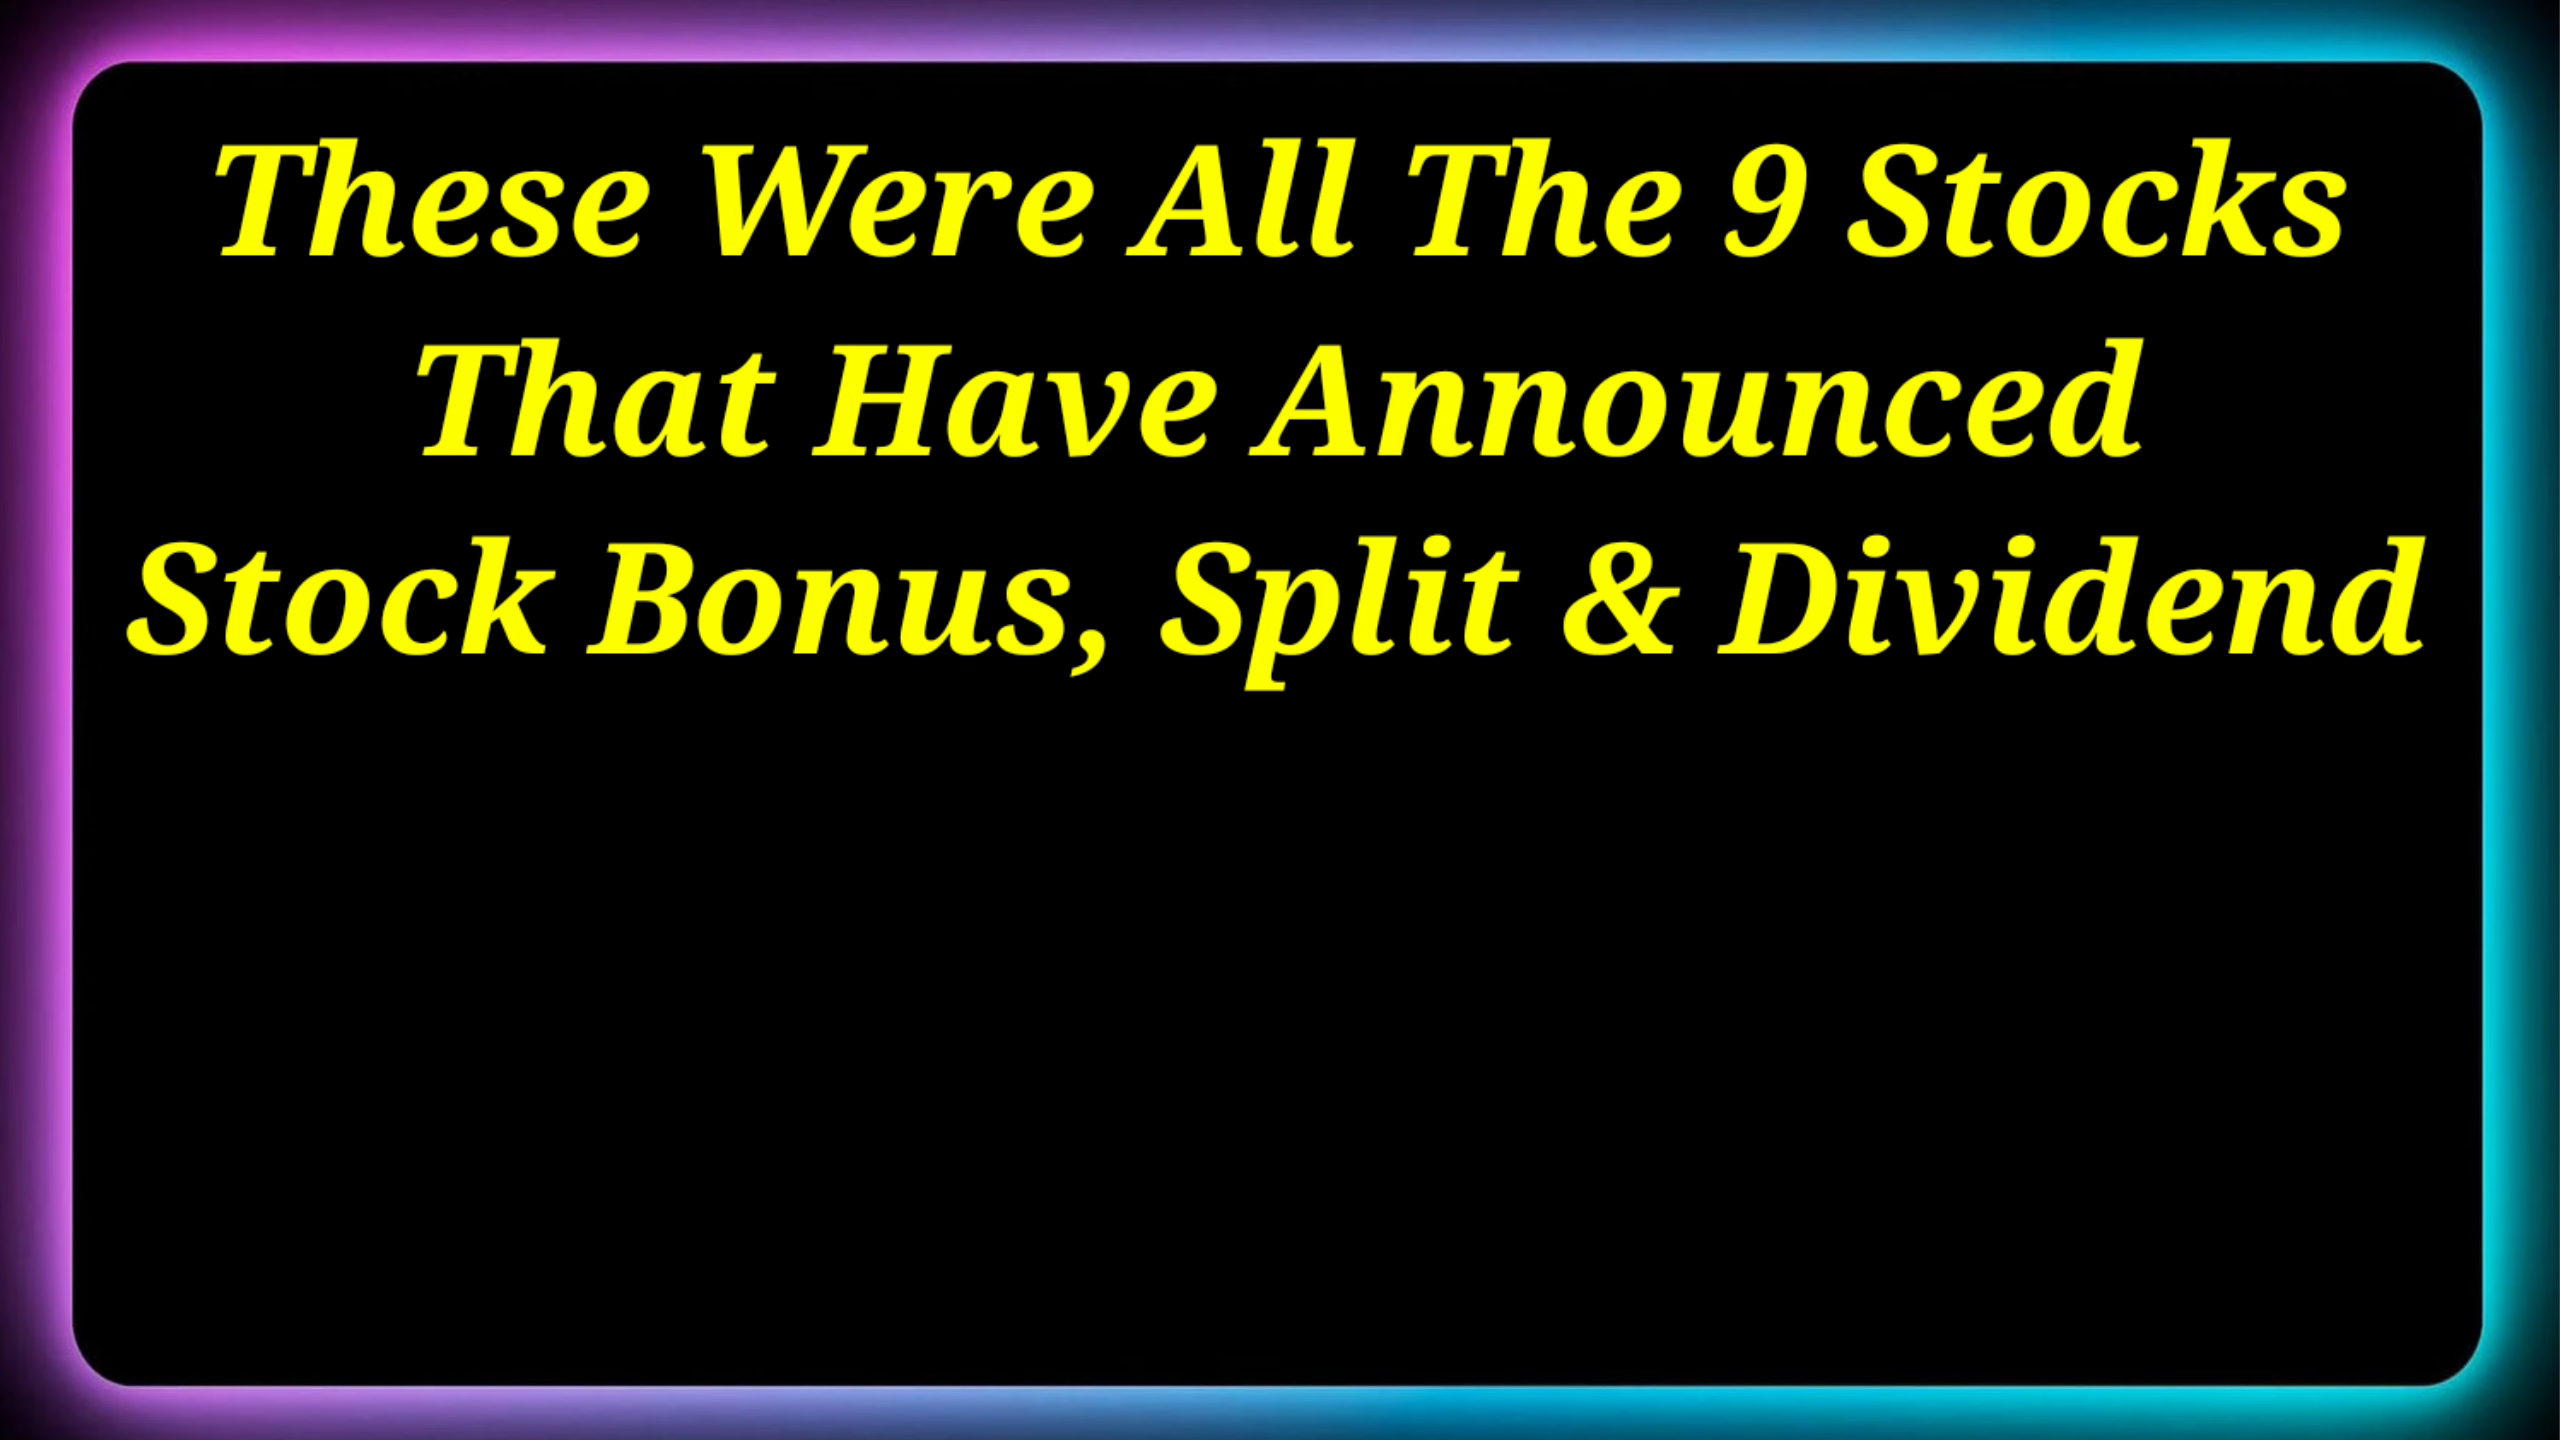 These Were All The 9 Stocks
That Have Announced
Stock Bonus, Split & Dividend